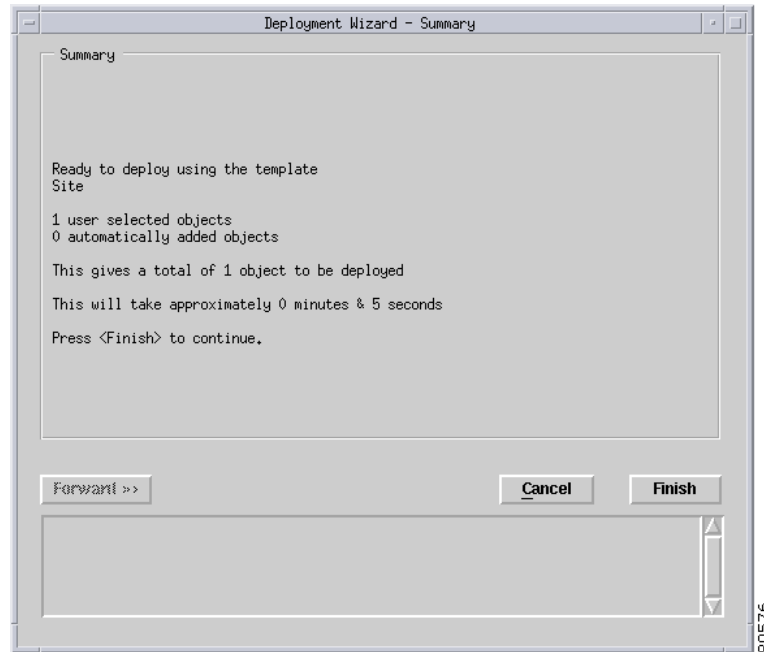 Deployment Wizard - Summary
Summary
Ready to deploy using the template
Site
1 user selected objects
0 automatically added objects
This gives a total of 1 object to be deployed
This will take approximately 0 minutes & 5 seconds
Press <Finish> to continue.
Forward >>
Cancel
Finish
80576